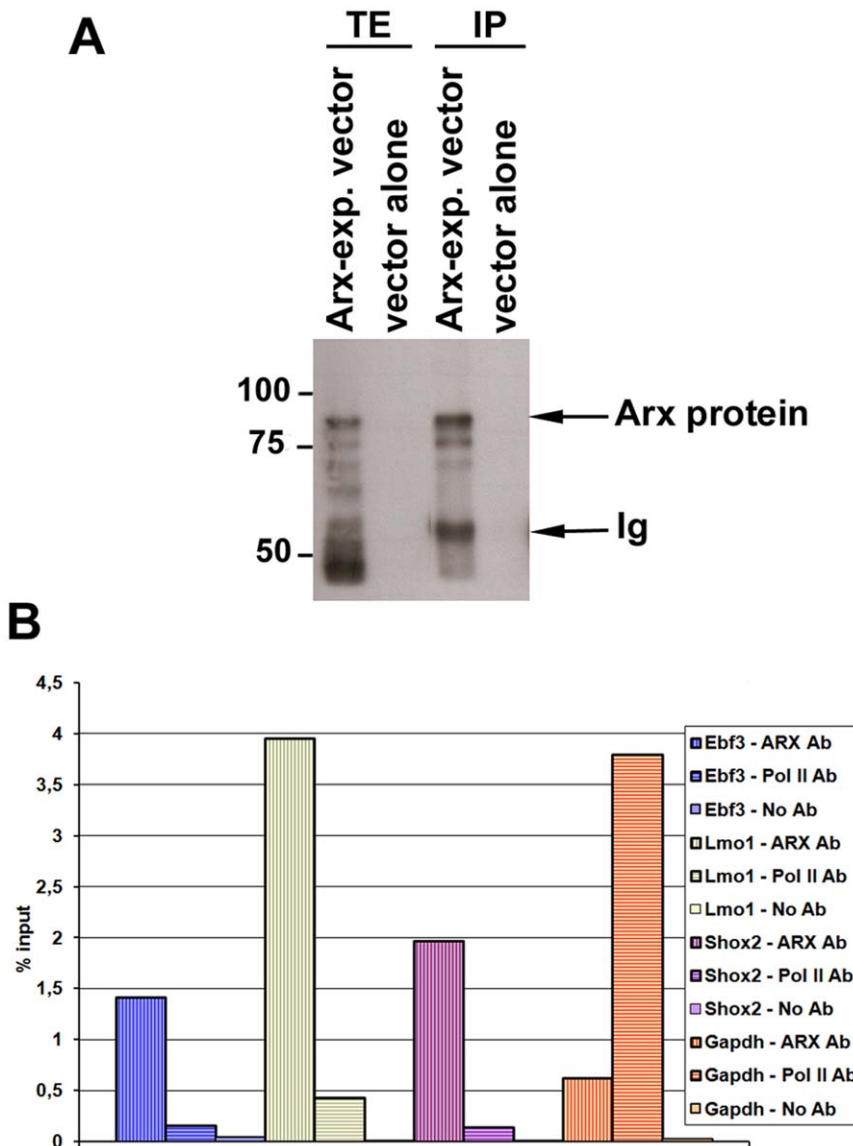 A
TE
IP
Arx-exp. vector
vector alone
Arx-exp. vector
vector alone
100
75
50
Arx protein
Ig
B
4,5
4
3,5
3
2,5
2
1,5
1
0,5
0
% input
Ebf3 - ARX Ab
Ebf3 - Pol II Ab
Ebf3 - No Ab
Lmo1 - ARX Ab
Lmo1 - Pol II Ab
Lmo1 - No Ab
Shox2 - ARX Ab
Shox2 - Pol II Ab
Shox2 - No Ab
Gapdh - ARX Ab
Gapdh - Pol II Ab
Gapdh - No Ab